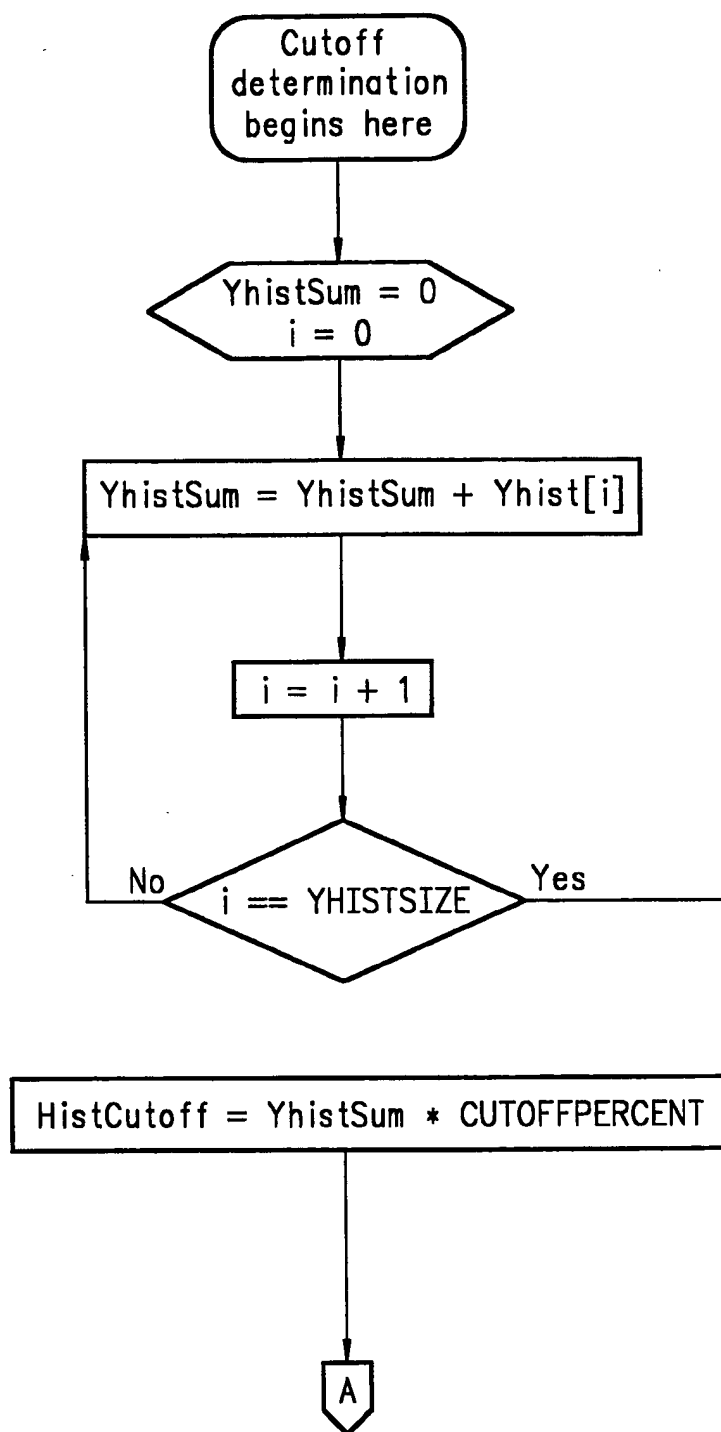 Cutoff
determination
begins here
YhistSum = 0
i = 0
YhistSum = YhistSum + Yhist[i]
i = i + 1
i == YHISTSIZE
No
Yes
HistCutoff = YhistSum * CUTOFFPERCENT
A